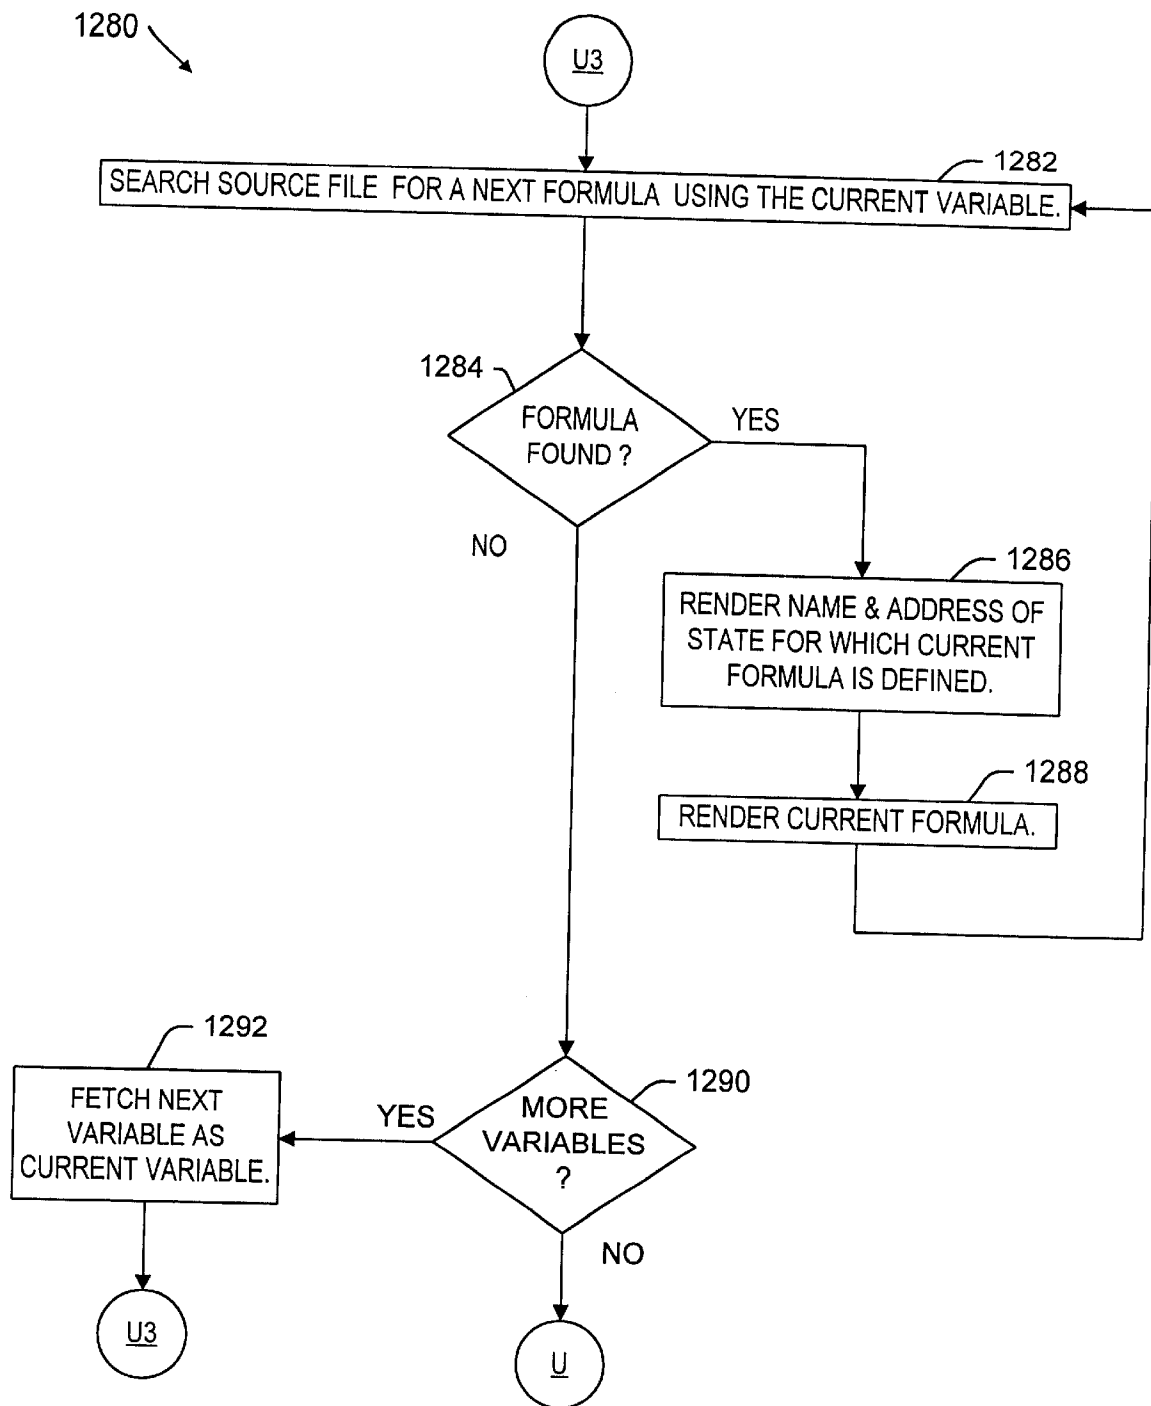 1280
U3
1282
SEARCH SOURCE FILE FOR A NEXT FORMULA USING THE CURRENT VARIABLE.
1284
FORMULA
FOUND ?
YES
NO
1286
RENDER NAME & ADDRESS OF
STATE FOR WHICH CURRENT
FORMULA IS DEFINED.
1288
RENDER CURRENT FORMULA.
1292
FETCH NEXT
VARIABLE AS
CURRENT VARIABLE.
YES
1290
MORE
VARIABLES
?
NO
U3
U